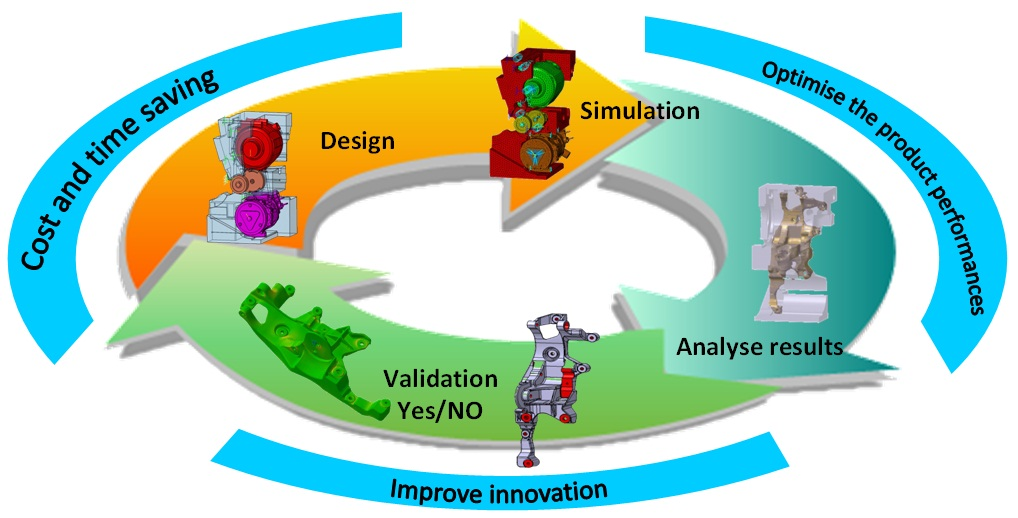 Cost and time saving
Optimise the product performances
Simulation
Design
Analyse results
Validation
Yes/NO
Improve innovation